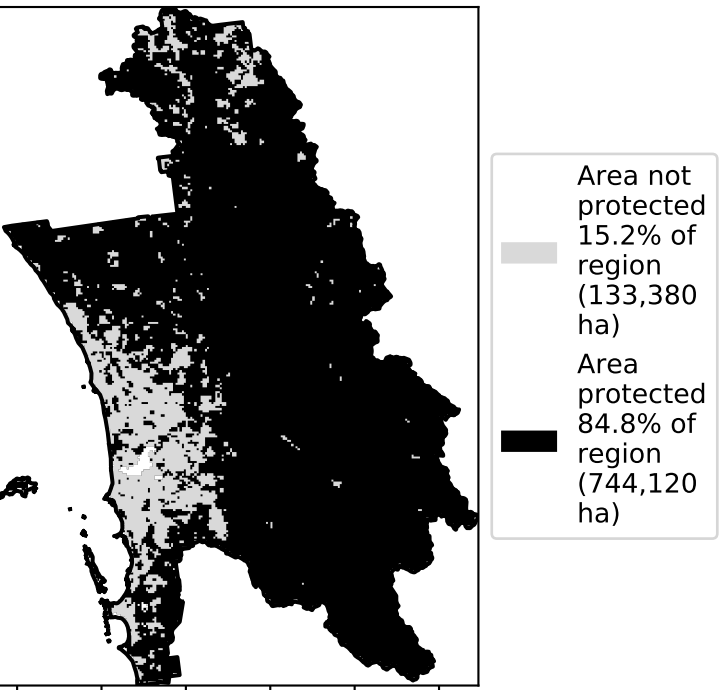 Area not
protected
15.2% of
region
(133,380
ha)
Area
protected
84.8% of
region
(744,120
ha)